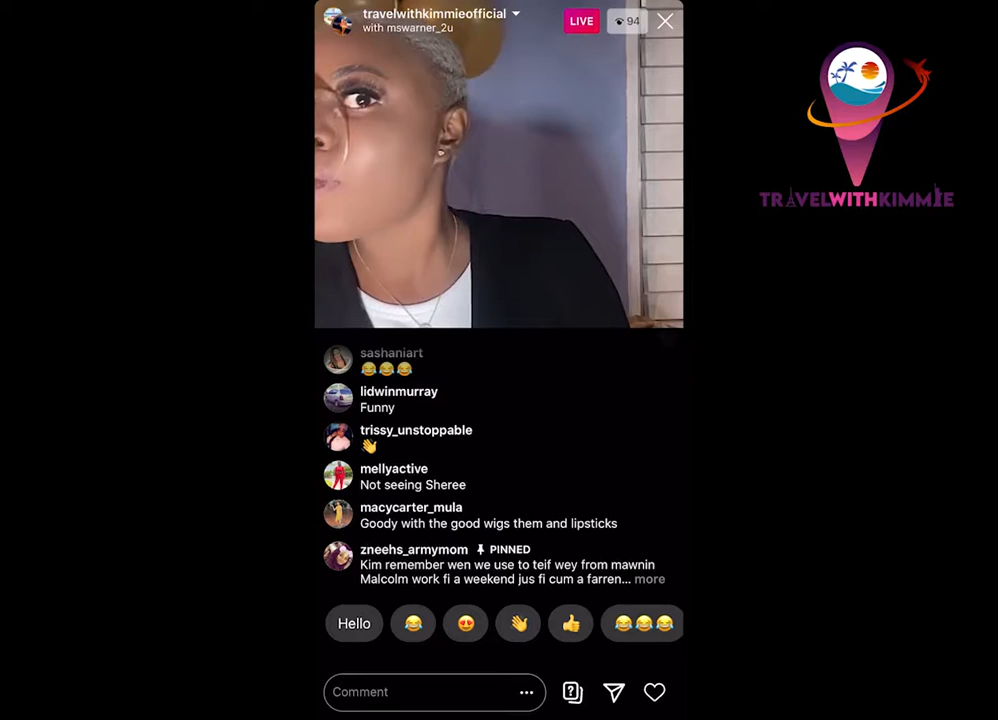 travelwithkimmieofficial
with mswarner_2u
LIVE
94
TRAVELWITHKIMMIE
sashaniart
😂😂😂
lidwinmurray
Funny
trissy_unstoppable
👋
mellyactive
Not seeing Sheree
macycarter_mula
Goody with the good wigs them and lipsticks
zneehs_armymom PINNED
Kim remember wen we use to teif wey from mawnin
Malcolm work fi a weekend jus fi cum a farren... more
Hello 😂 😍 👋 👍 😂😂😂
Comment ...